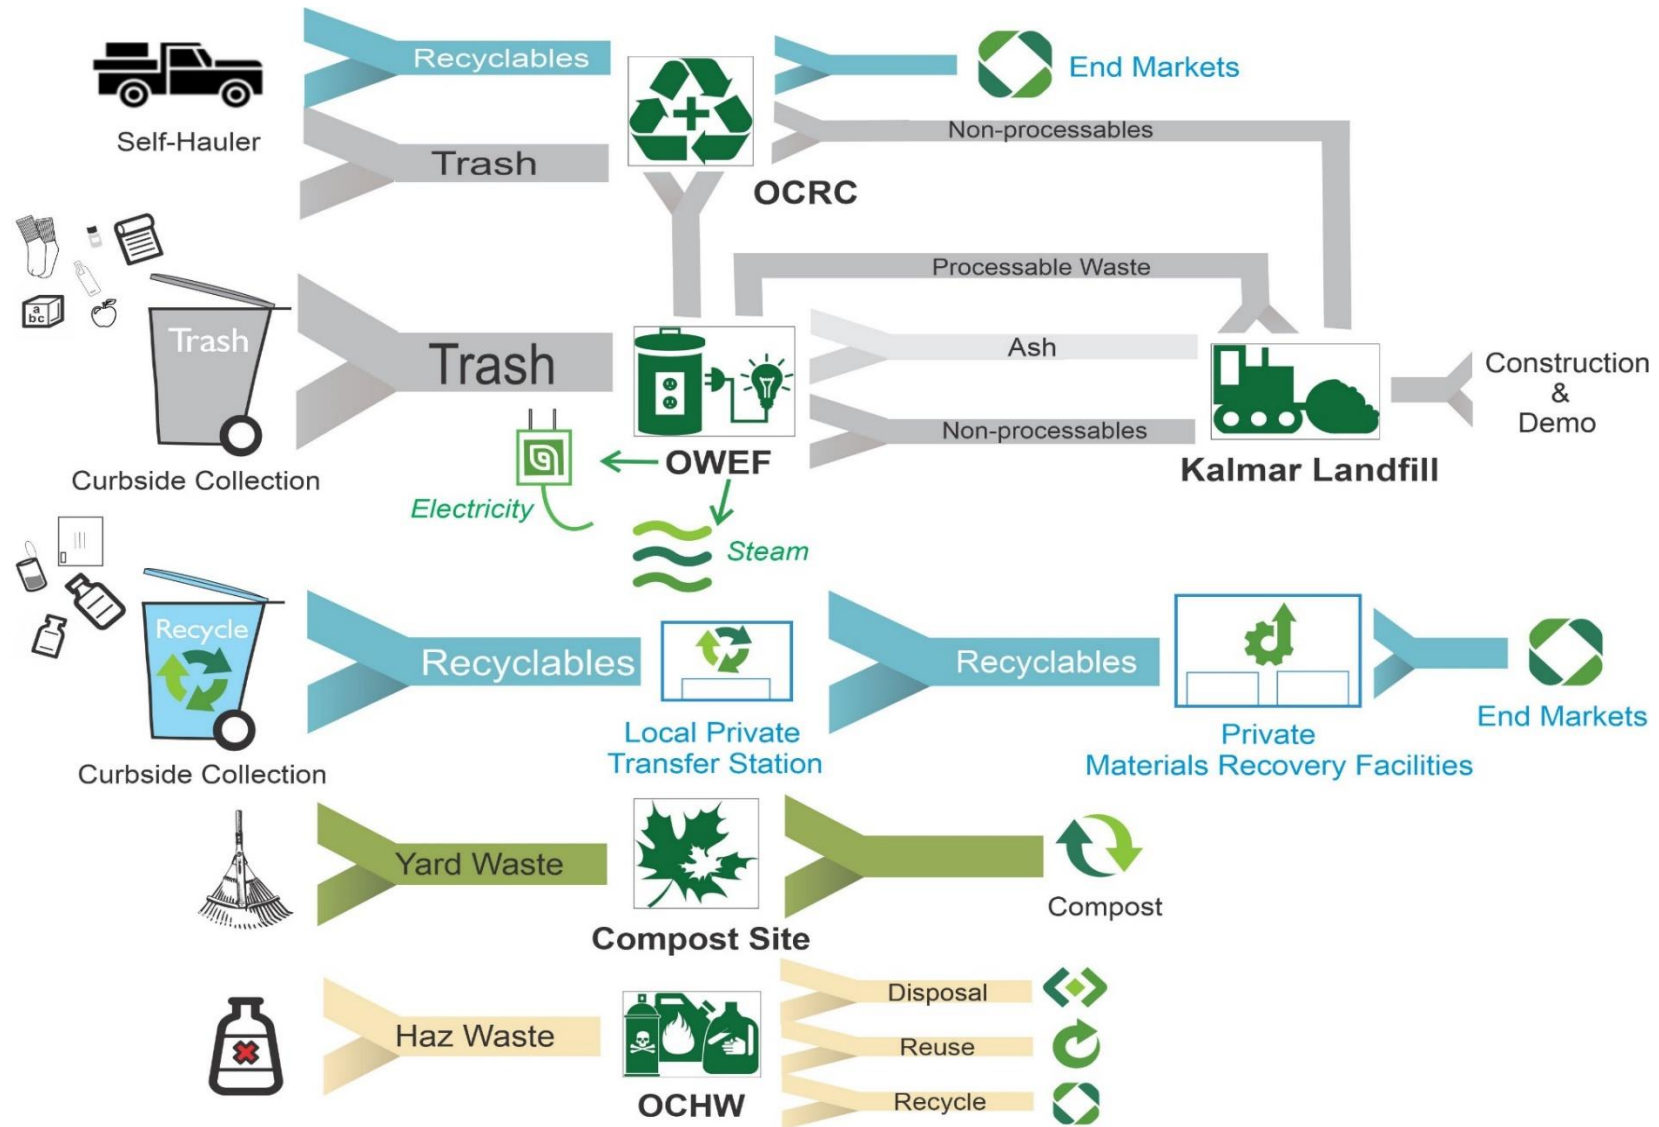 Recyclables
End Markets
Self-Hauler
Trash
Non-processables
OCRC
Processable Waste
a
bc
Trash
Trash
Ash
Construction
&
Demo
Non-processables
Curbside Collection
OWEF
Kalmar Landfill
Electricity
Steam
Recycle
Recyclables
Recyclables
Local Private
Transfer Station
Private
Materials Recovery Facilities
End Markets
Curbside Collection
Yard Waste
Compost
Compost Site
Haz Waste
Disposal
Reuse
Recycle
OCHW